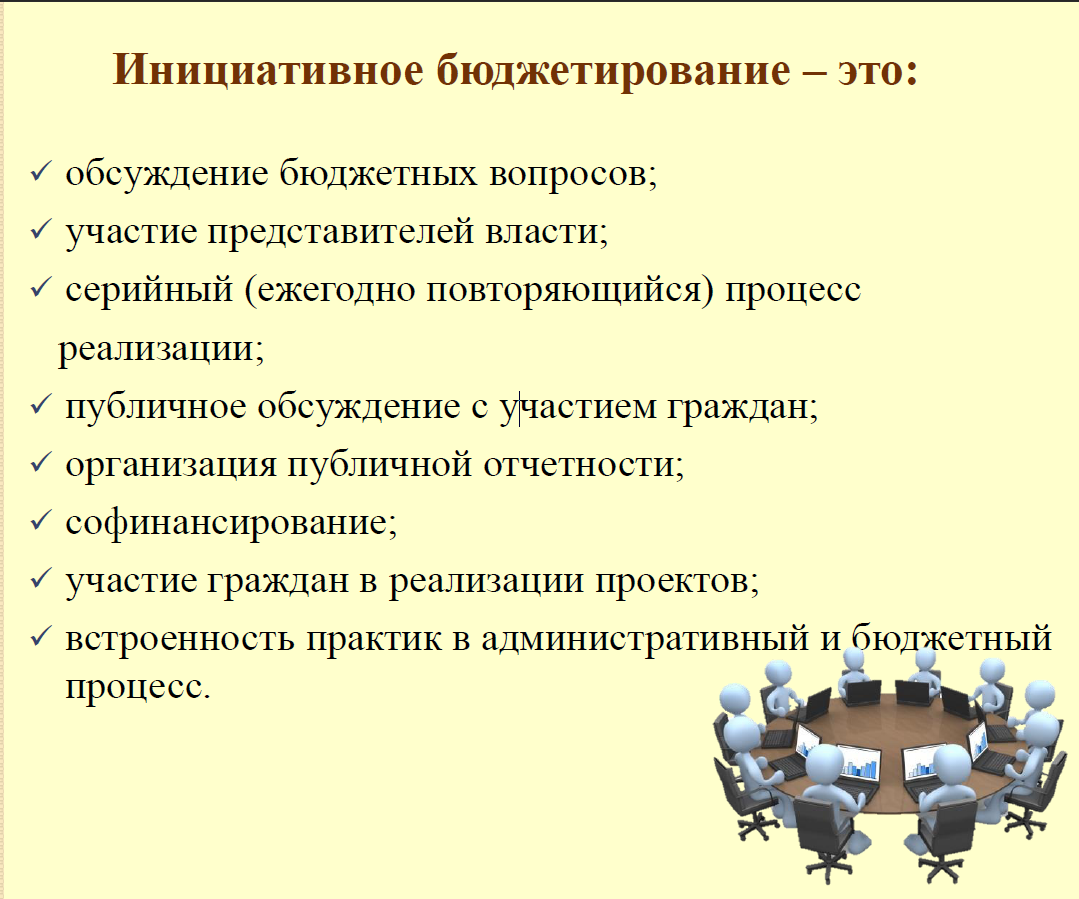 Инициативное бюджетирование – это:
✓ обсуждение бюджетных вопросов;
✓ участие представителей власти;
✓ серийный (ежегодно повторяющийся) процесс
реализации;
✓ публичное обсуждение с участием граждан;
✓ организация публичной отчетности;
✓ софинансирование;
✓ участие граждан в реализации проектов;
✓ встроенность практик в административный и бюджетный
процесс.